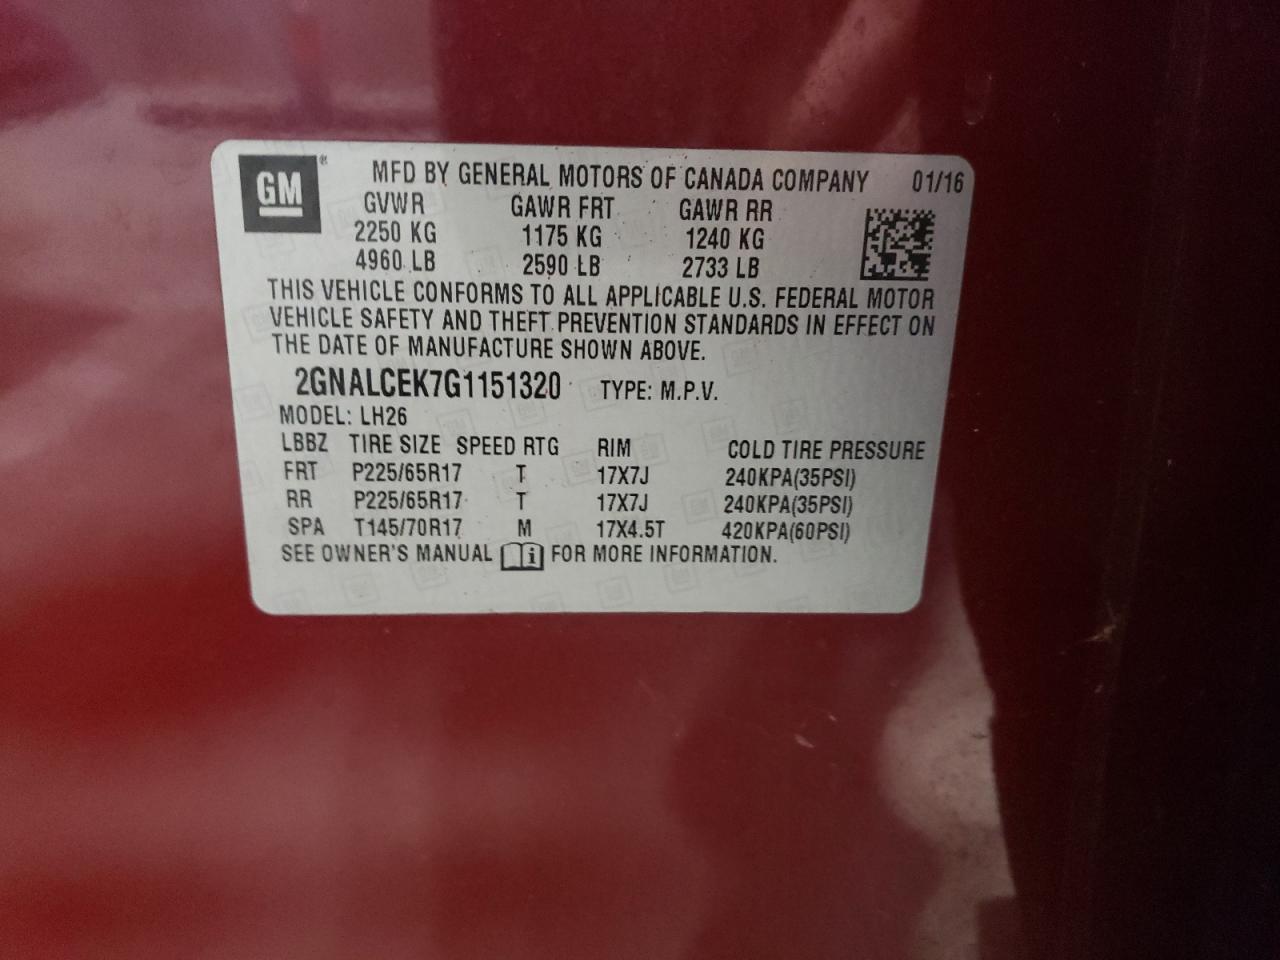 GM ® MFD BY GENERAL MOTORS OF CANADA COMPANY 01/16
GVWR GAWR FRT GAWR RR
2250 KG 1175 KG 1240 KG
4960 LB 2590 LB 2733 LB
THIS VEHICLE CONFORMS TO ALL APPLICABLE U.S. FEDERAL MOTOR
VEHICLE SAFETY AND THEFT PREVENTION STANDARDS IN EFFECT ON
THE DATE OF MANUFACTURE SHOWN ABOVE.
2GNALCEK7G1151320 TYPE: M.P.V.
MODEL: LH26
LBBZ TIRE SIZE SPEED RTG RIM COLD TIRE PRESSURE
FRT P225/65R17 T 17X7J 240KPA(35PSI)
RR P225/65R17 T 17X7J 240KPA(35PSI)
SPA T145/70R17 M 17X4.5T 420KPA(60PSI)
SEE OWNER'S MANUAL i FOR MORE INFORMATION.